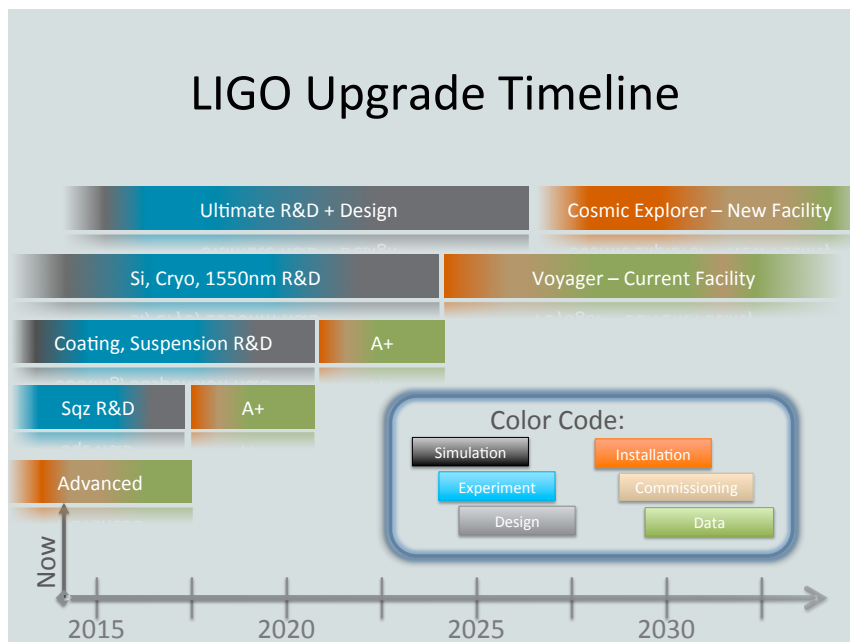 LIGO Upgrade Timeline
Ultimate R&D + Design
Cosmic Explorer – New Facility
Si, Cryo, 1550nm R&D
Voyager – Current Facility
Coating, Suspension R&D
A+
Sqz R&D
A+
Advanced
Color Code:
Simulation
Installation
Experiment
Commissioning
Design
Data
Now
2015
2020
2025
2030